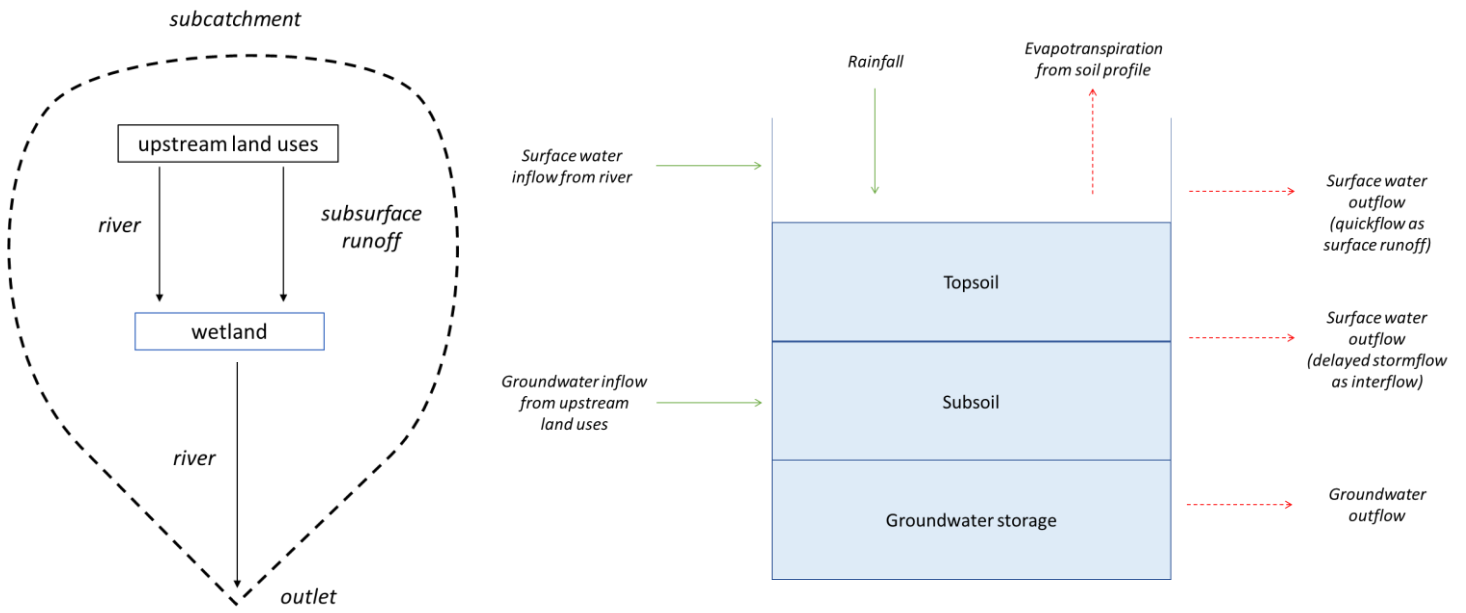 subcatchment
upstream land uses
river
subsurface
runoff
wetland
river
outlet
Rainfall
Evapotranspiration
from soil profile
Surface water
inflow from river
Surface water
outflow
(quickflow as
surface runoff)
Topsoil
Surface water
outflow
(delayed stormflow
as interflow)
Groundwater inflow
from upstream
land uses
Subsoil
Groundwater storage
Groundwater
outflow